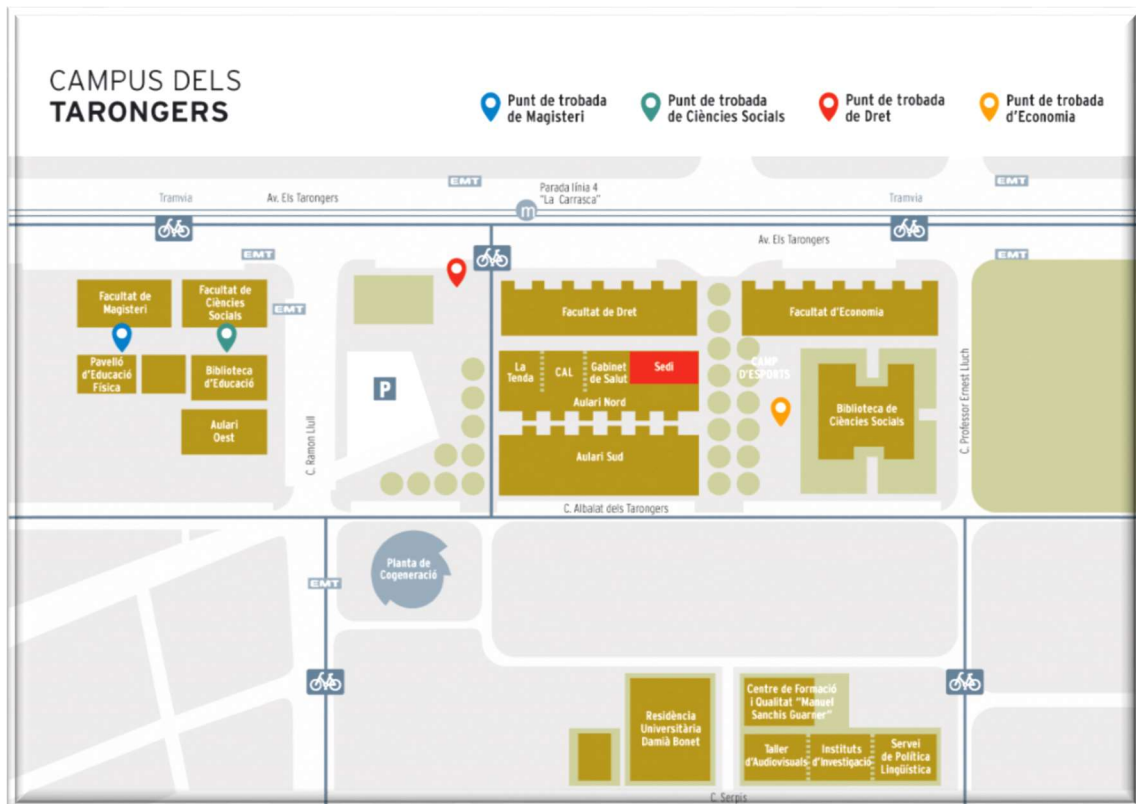 CAMPUS DELS
TARONGERS
Punt de trobada
de Magisteri
Punt de trobada
de Ciències Socials
Punt de trobada
de Dret
Punt de trobada
d'Economia
EMT
Parada línia 4
"La Carrasca"
EMT
Tramvia
Av. Els Tarongers
Tramvia
m
Av. Els Tarongers
EMT
EMT
Facultat de
Magisteri
Facultat de
Ciències
Socials
EMT
Facultat de Dret
Facultat d'Economia
Pavelló
d'Educació
Física
Biblioteca
d'Educació
P
La
Tenda
CAL
Gabinet
de Salut
Sedi
CAMP
D'ESPORTS
Aulari Nord
Biblioteca de
Ciències Socials
C. Professor Ernest Lluch
Aulari
Oest
C. Ramon Llull
Aulari Sud
C. Albalat dels Tarongers
Planta de
Cogeneració
EMT
Residència
Universitària
Damià Bonet
Centre de Formació
i Qualitat "Manuel
Sanchis Guarner"
Taller
d'Audiovisuals
Instituts
d'Investigació
Servei
de Política
Lingüística
C. Serpis